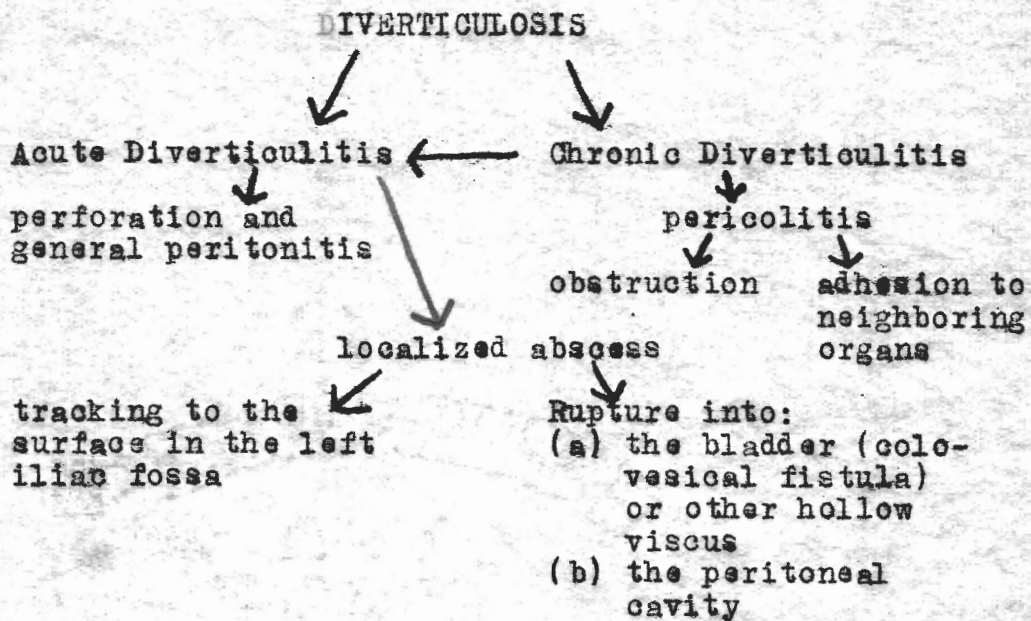 DIVERTICULOSIS
Acute Diverticulitis
Chronic Diverticulitis
perforation and
general peritonitis
pericolitis
obstruction
adhesion to
neighboring
organs
localized abscess
tracking to the
surface in the left
iliac fossa
Rupture into:
(a) the bladder (colo-
vesical fistula)
or other hollow
viscus
(b) the peritoneal
cavity